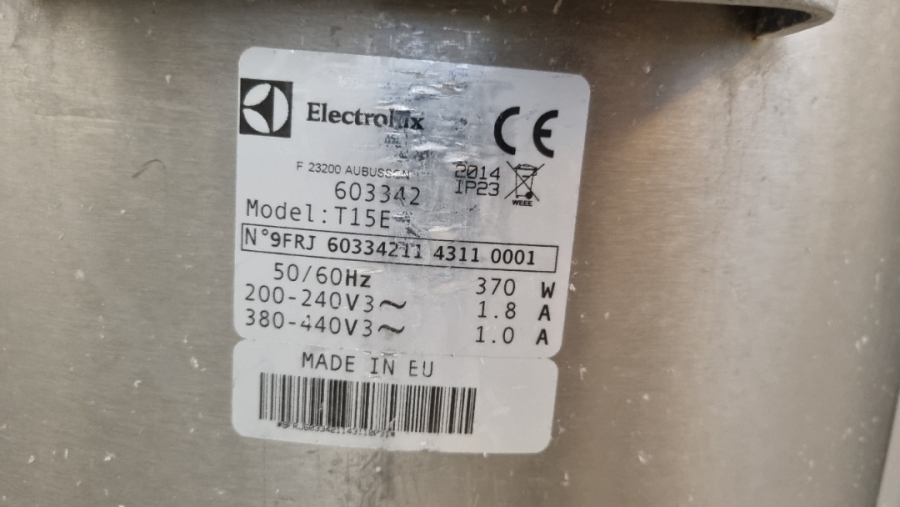 Electrolux
CE
F 23200 AUBUSSON
2014
603342
IP23
WEEE
Model:T15E
N°9FRJ 60334211 4311 0001
50/60Hz 370 W
200-240V3~ 1.8 A
380-440V3~ 1.0 A
MADE IN EU